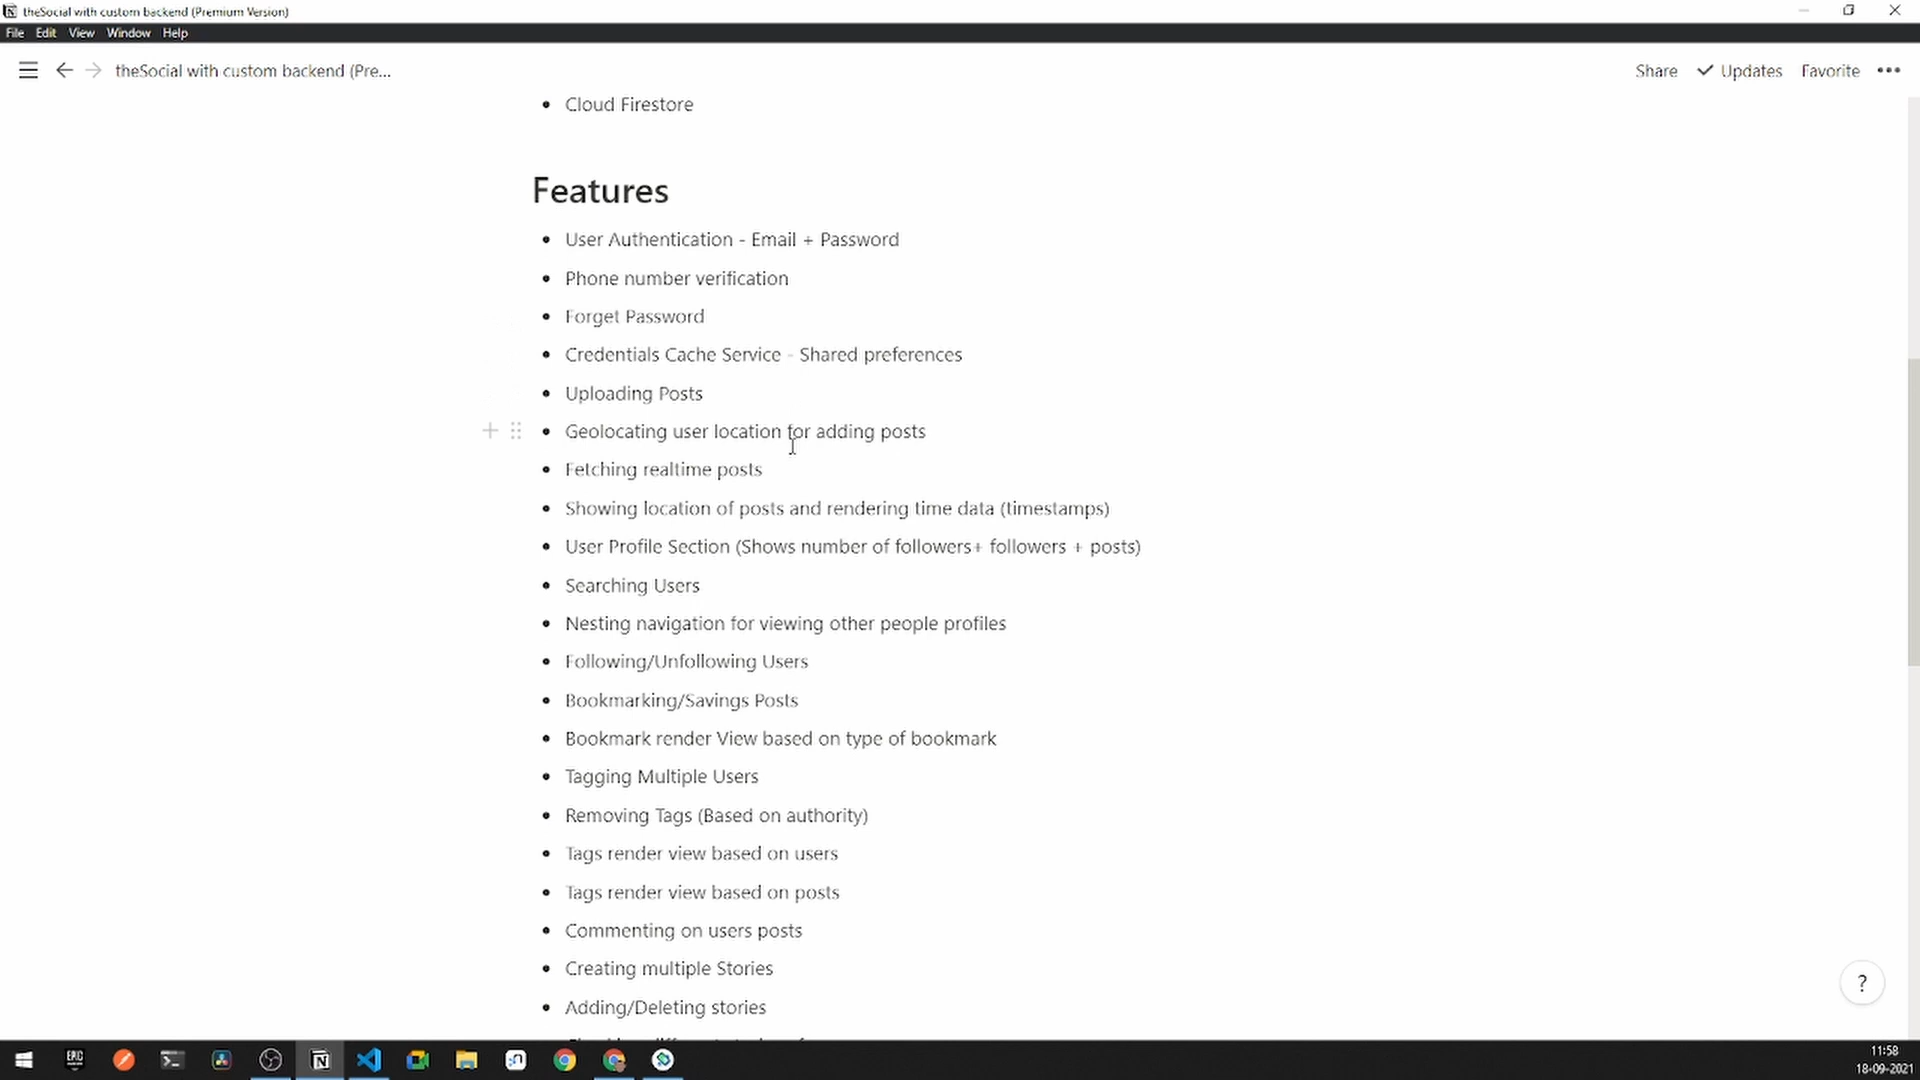 theSocial with custom backend (Premium Version)
File Edit View Window Help
theSocial with custom backend (Pre...
Share Updates Favorite
Cloud Firestore
Features
User Authentication - Email + Password
Phone number verification
Forget Password
Credentials Cache Service - Shared preferences
Uploading Posts
Geolocating user location for adding posts
Fetching realtime posts
Showing location of posts and rendering time data (timestamps)
User Profile Section (Shows number of followers+ followers + posts)
Searching Users
Nesting navigation for viewing other people profiles
Following/Unfollowing Users
Bookmarking/Savings Posts
Bookmark render View based on type of bookmark
Tagging Multiple Users
Removing Tags (Based on authority)
Tags render view based on users
Tags render view based on posts
Commenting on users posts
Creating multiple Stories
Adding/Deleting stories
?
EPIC
11:58
18-09-2021